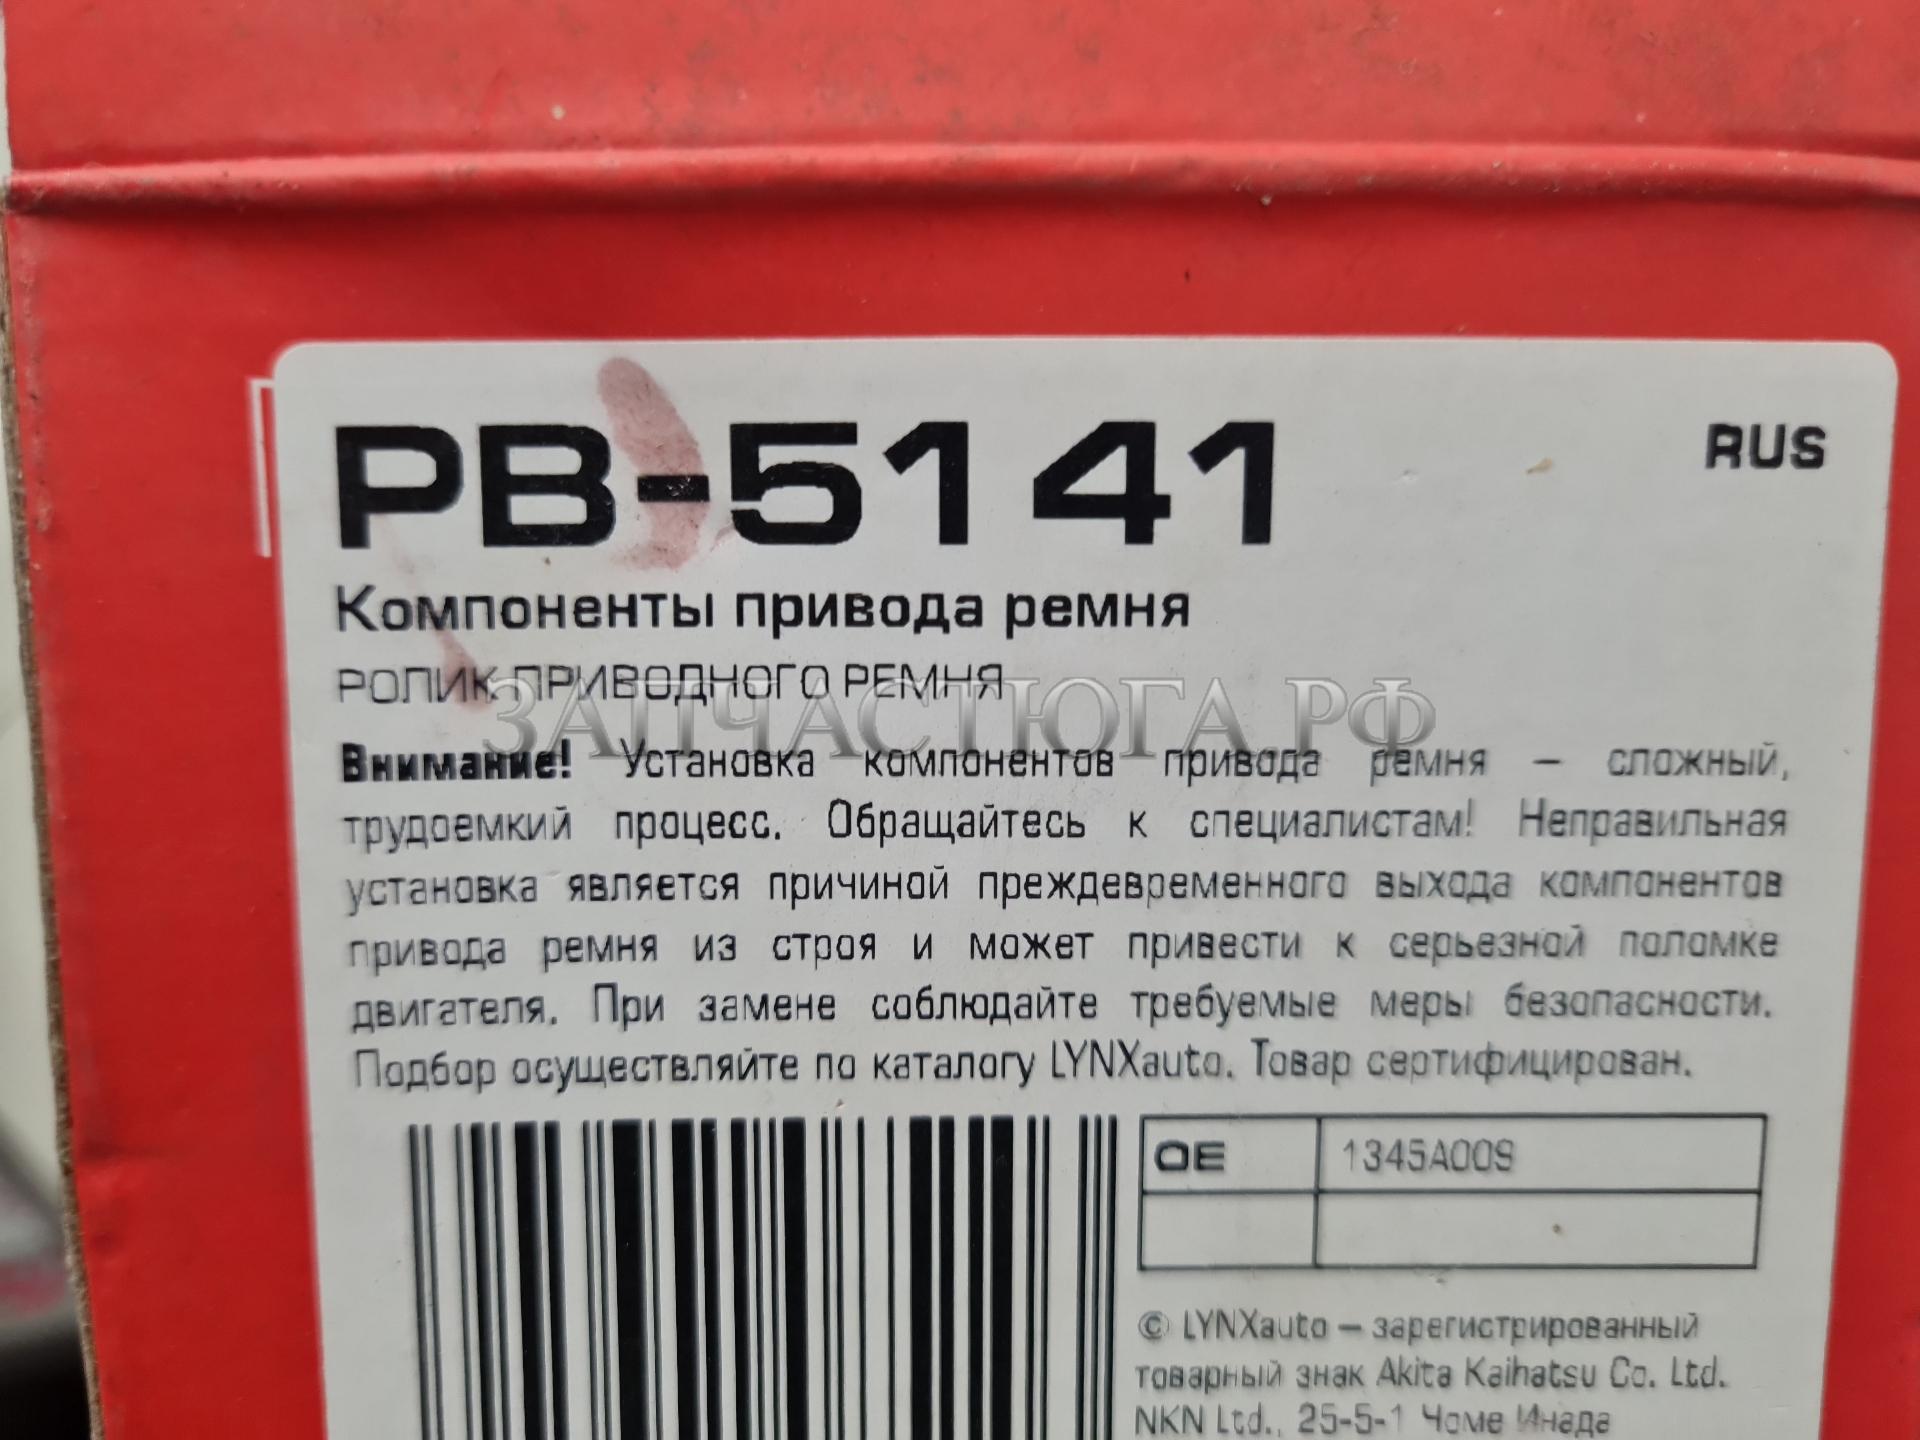 PB-5141
RUS
Компоненты привода ремня
РОЛИК ПРИВОДНОГО РЕМНЯ
ЗАПЧАСТЮГА.РФ
Внимание! Установка компонентов привода ремня – сложный,
трудоемкий процесс. Обращайтесь к специалистам! Неправильная
установка является причиной преждевременного выхода компонентов
привода ремня из строя и может привести к серьезной поломке
двигателя. При замене соблюдайте требуемые меры безопасности.
Подбор осуществляйте по каталогу LYNXauto. Товар сертифицирован.
OE
© LYNXauto – зарегистрированный
товарный знак Akita Kaihatsu Co. Ltd.
NKN Ltd., 25-5-1 Чоме Инада